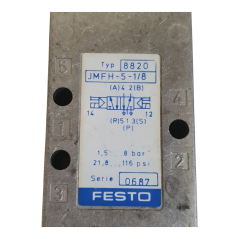 Typ 8820
JMFH-5-1/8
(A)4 2(B)
14 12
(R)5 1 3(S)
(P)
1,5...8 bar
21,8...116 psi
Serie 0687
FESTO
5
4
1
2
3